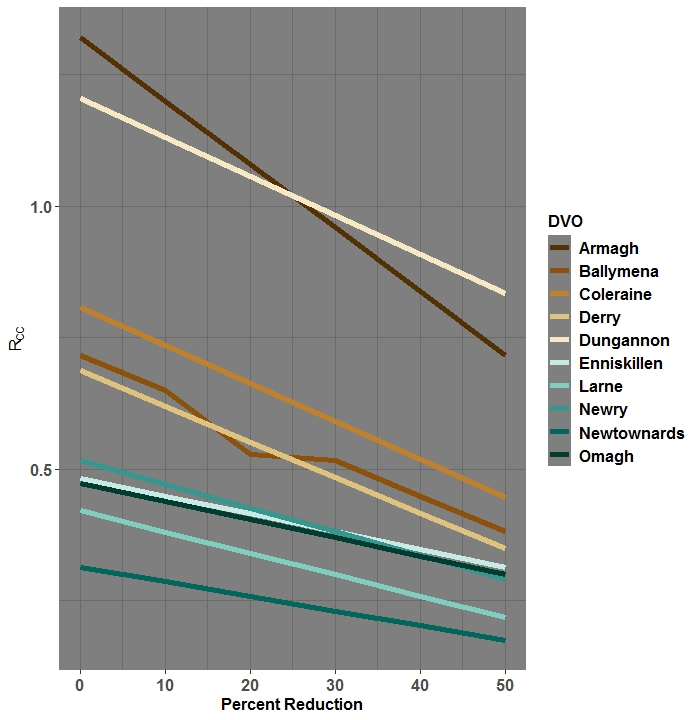 1.0
0.5
R_CC
0 10 20 30 40 50
Percent Reduction
DVO
Armagh
Ballymena
Coleraine
Derry
Dungannon
Enniskillen
Larne
Newry
Newtownards
Omagh